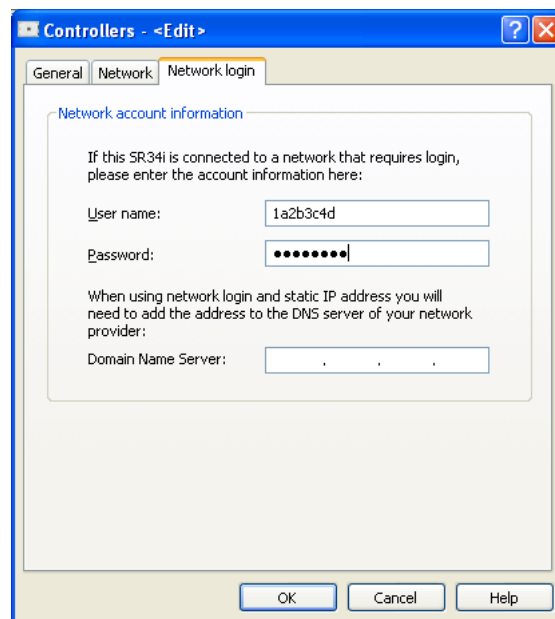 Controllers - <Edit>
General Network Network login
Network account information
If this SR34i is connected to a network that requires login,
please enter the account information here:
User name: 1a2b3c4d
Password: ●●●●●●●●
When using network login and static IP address you will
need to add the address to the DNS server of your network
provider:
Domain Name Server: . . .
OK Cancel Help